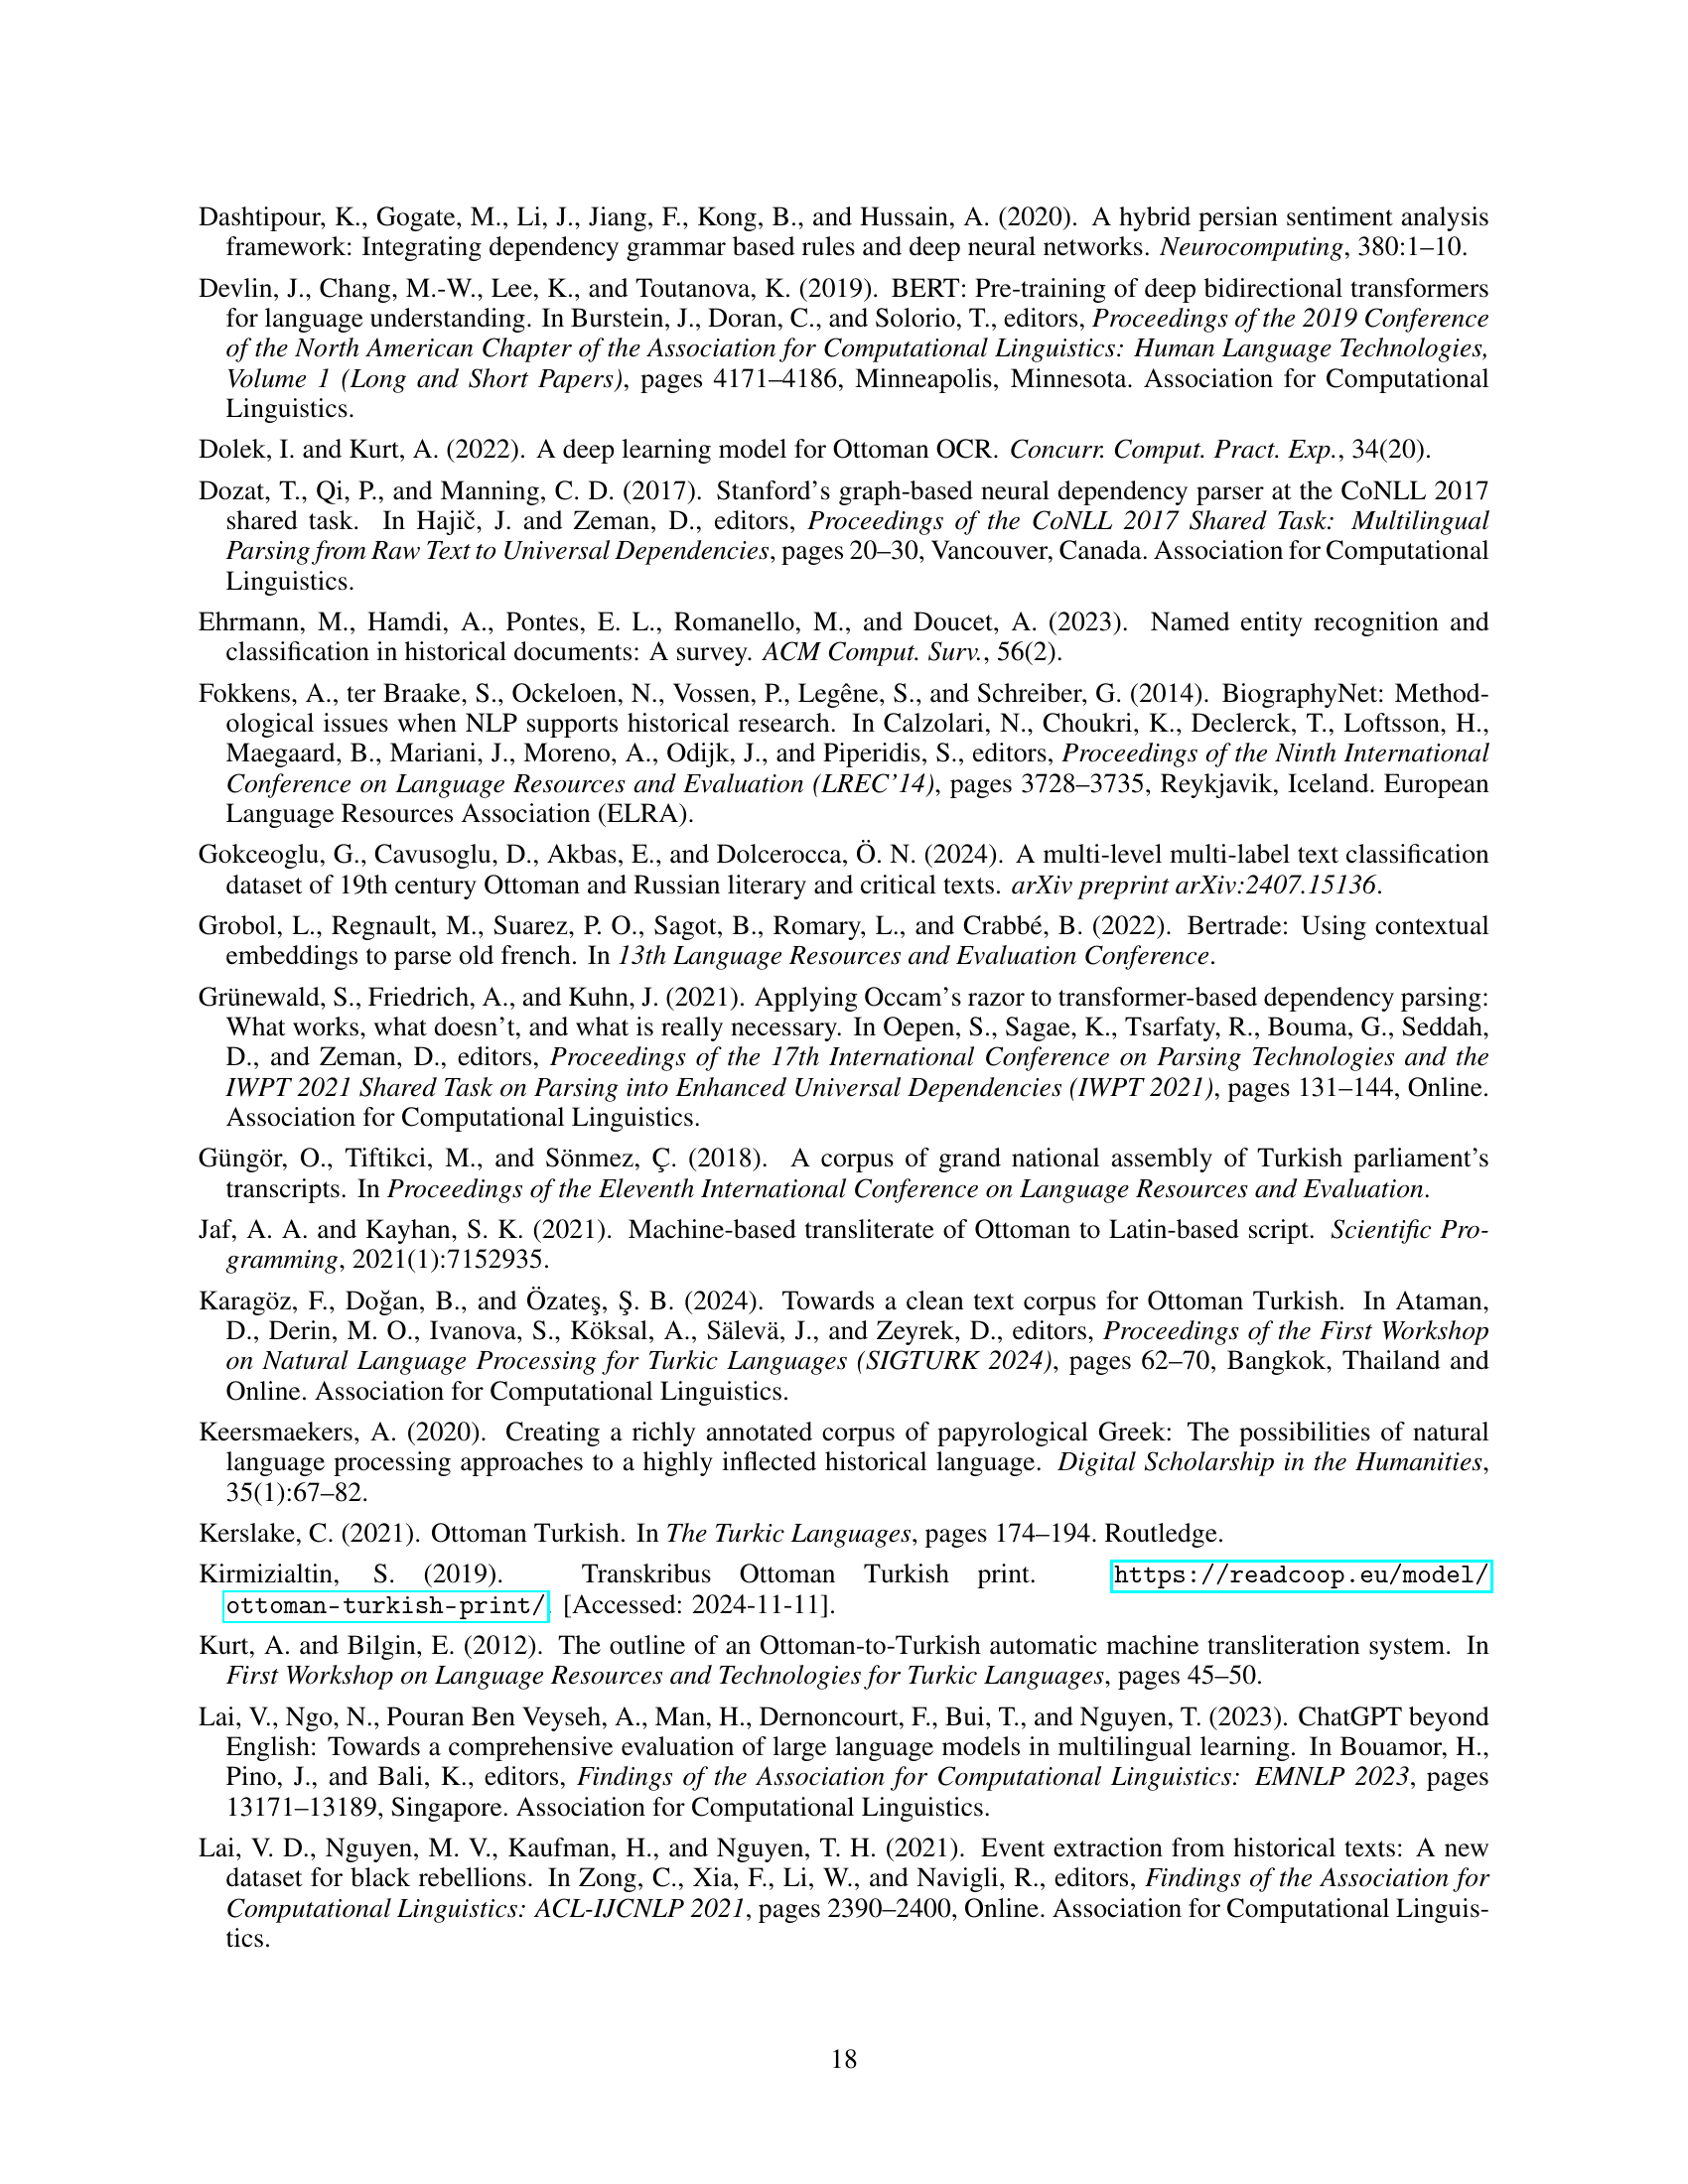 Dashtipour, K., Gogate, M., Li, J., Jiang, F., Kong, B., and Hussain, A. (2020). A hybrid persian sentiment analysis
framework: Integrating dependency grammar based rules and deep neural networks. Neurocomputing, 380:1–10.
Devlin, J., Chang, M.-W., Lee, K., and Toutanova, K. (2019). BERT: Pre-training of deep bidirectional transformers
for language understanding. In Burstein, J., Doran, C., and Solorio, T., editors, Proceedings of the 2019 Conference
of the North American Chapter of the Association for Computational Linguistics: Human Language Technologies,
Volume 1 (Long and Short Papers), pages 4171–4186, Minneapolis, Minnesota. Association for Computational
Linguistics.
Dolek, I. and Kurt, A. (2022). A deep learning model for Ottoman OCR. Concurr. Comput. Pract. Exp., 34(20).
Dozat, T., Qi, P., and Manning, C. D. (2017). Stanford's graph-based neural dependency parser at the CoNLL 2017
shared task. In Hajič, J. and Zeman, D., editors, Proceedings of the CoNLL 2017 Shared Task: Multilingual
Parsing from Raw Text to Universal Dependencies, pages 20–30, Vancouver, Canada. Association for Computational
Linguistics.
Ehrmann, M., Hamdi, A., Pontes, E. L., Romanello, M., and Doucet, A. (2023). Named entity recognition and
classification in historical documents: A survey. ACM Comput. Surv., 56(2).
Fokkens, A., ter Braake, S., Ockeloen, N., Vossen, P., Legêne, S., and Schreiber, G. (2014). BiographyNet: Method-
ological issues when NLP supports historical research. In Calzolari, N., Choukri, K., Declerck, T., Loftsson, H.,
Maegaard, B., Mariani, J., Moreno, A., Odijk, J., and Piperidis, S., editors, Proceedings of the Ninth International
Conference on Language Resources and Evaluation (LREC'14), pages 3728–3735, Reykjavik, Iceland. European
Language Resources Association (ELRA).
Gokceoglu, G., Cavusoglu, D., Akbas, E., and Dolcerocca, Ö. N. (2024). A multi-level multi-label text classification
dataset of 19th century Ottoman and Russian literary and critical texts. arXiv preprint arXiv:2407.15136.
Grobol, L., Regnault, M., Suarez, P. O., Sagot, B., Romary, L., and Crabbé, B. (2022). Bertrade: Using contextual
embeddings to parse old french. In 13th Language Resources and Evaluation Conference.
Grünewald, S., Friedrich, A., and Kuhn, J. (2021). Applying Occam's razor to transformer-based dependency parsing:
What works, what doesn't, and what is really necessary. In Oepen, S., Sagae, K., Tsarfaty, R., Bouma, G., Seddah,
D., and Zeman, D., editors, Proceedings of the 17th International Conference on Parsing Technologies and the
IWPT 2021 Shared Task on Parsing into Enhanced Universal Dependencies (IWPT 2021), pages 131–144, Online.
Association for Computational Linguistics.
Güngör, O., Tiftikci, M., and Sönmez, Ç. (2018). A corpus of grand national assembly of Turkish parliament's
transcripts. In Proceedings of the Eleventh International Conference on Language Resources and Evaluation.
Jaf, A. A. and Kayhan, S. K. (2021). Machine-based transliterate of Ottoman to Latin-based script. Scientific Pro-
gramming, 2021(1):7152935.
Karagöz, F., Doğan, B., and Özateş, Ş. B. (2024). Towards a clean text corpus for Ottoman Turkish. In Ataman,
D., Derin, M. O., Ivanova, S., Köksal, A., Sälevä, J., and Zeyrek, D., editors, Proceedings of the First Workshop
on Natural Language Processing for Turkic Languages (SIGTURK 2024), pages 62–70, Bangkok, Thailand and
Online. Association for Computational Linguistics.
Keersmaekers, A. (2020). Creating a richly annotated corpus of papyrological Greek: The possibilities of natural
language processing approaches to a highly inflected historical language. Digital Scholarship in the Humanities,
35(1):67–82.
Kerslake, C. (2021). Ottoman Turkish. In The Turkic Languages, pages 174–194. Routledge.
Kirmizialtin, S. (2019). Transkribus Ottoman Turkish print. https://readcoop.eu/model/
ottoman-turkish-print/. [Accessed: 2024-11-11].
Kurt, A. and Bilgin, E. (2012). The outline of an Ottoman-to-Turkish automatic machine transliteration system. In
First Workshop on Language Resources and Technologies for Turkic Languages, pages 45–50.
Lai, V., Ngo, N., Pouran Ben Veyseh, A., Man, H., Dernoncourt, F., Bui, T., and Nguyen, T. (2023). ChatGPT beyond
English: Towards a comprehensive evaluation of large language models in multilingual learning. In Bouamor, H.,
Pino, J., and Bali, K., editors, Findings of the Association for Computational Linguistics: EMNLP 2023, pages
13171–13189, Singapore. Association for Computational Linguistics.
Lai, V. D., Nguyen, M. V., Kaufman, H., and Nguyen, T. H. (2021). Event extraction from historical texts: A new
dataset for black rebellions. In Zong, C., Xia, F., Li, W., and Navigli, R., editors, Findings of the Association for
Computational Linguistics: ACL-IJCNLP 2021, pages 2390–2400, Online. Association for Computational Linguis-
tics.
18